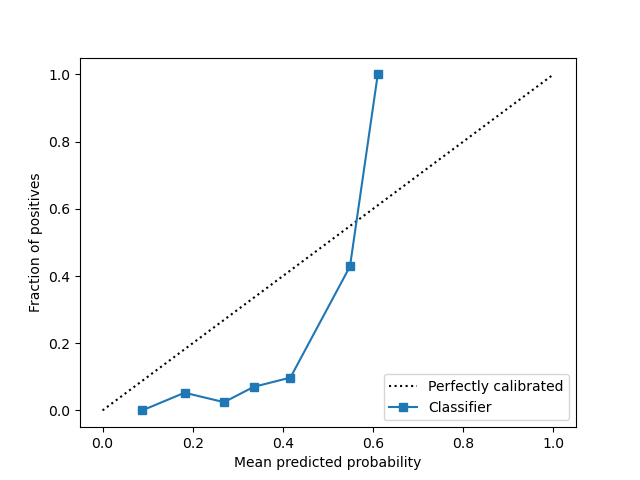 1.0
0.8
0.6
0.4
0.2
0.0
Fraction of positives
Perfectly calibrated
Classifier
0.0 0.2 0.4 0.6 0.8 1.0
Mean predicted probability